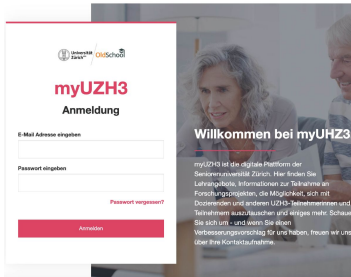 Universität
Zürich
OldSchool
myUZH3
Anmeldung
E-Mail Adresse eingeben
Passwort eingeben
Passwort vergessen?
Anmelden
Willkommen bei myUHZ3
myUZH3 ist die digitale Plattform der
Seniorenuniversität Zürich. Hier finden Sie
Lehrangebote, Informationen zur Teilnahme an
Forschungsprojekten, die Möglichkeit, sich mit
Dozierenden und anderen UZH3-Teilnehmerinnen und
Teilnehmern auszutauschen und einiges mehr. Schauen
Sie sich um - und wenn Sie einen
Verbesserungsvorschlag für uns haben, freuen wir uns
über Ihre Kontaktaufnahme.